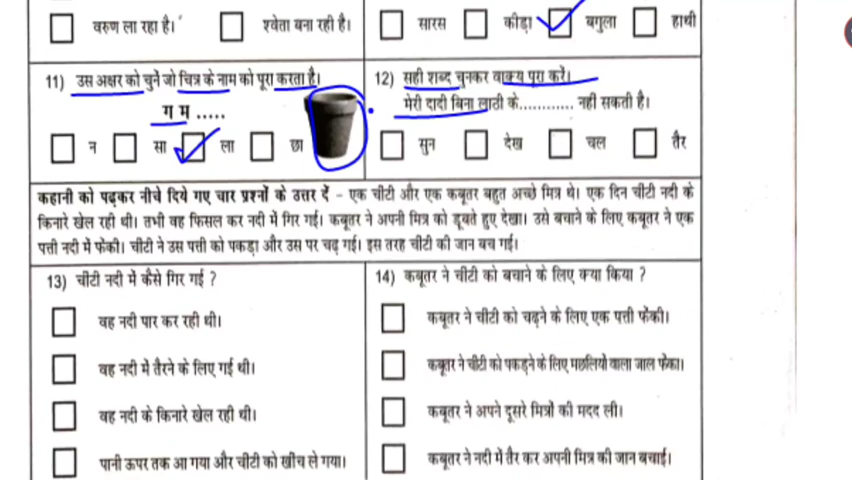 वरुण ला रहा है। श्वेता बना रही है। सारस कीड़ा बगुला हाथी
11) उस अक्षर को चुनें जो चित्र के नाम को पूरा करता है।
ग म .....
न सा ला छा
12) सही शब्द चुनकर वाक्य पूरा करें।
मेरी दादी बिना लाठी के............ नहीं सकती है।
सुन देख चल तैर
कहानी को पढ़कर नीचे दिये गए चार प्रश्नों के उत्तर दें - एक चींटी और एक कबूतर बहुत अच्छे मित्र थे। एक दिन चींटी नदी के
किनारे खेल रही थी। तभी वह फिसल कर नदी में गिर गई। कबूतर ने अपनी मित्र को डूबते हुए देखा। उसे बचाने के लिए कबूतर ने एक
पत्ती नदी में फेंकी। चींटी ने उस पत्ती को पकड़ा और उस पर चढ़ गई। इस तरह चींटी की जान बच गई।
13) चींटी नदी में कैसे गिर गई ?
वह नदी पार कर रही थी।
वह नदी में तैरने के लिए गई थी।
वह नदी के किनारे खेल रही थी।
पानी ऊपर तक आ गया और चींटी को खींच ले गया।
14) कबूतर ने चींटी को बचाने के लिए क्या किया ?
कबूतर ने चींटी को चढ़ने के लिए एक पत्ती फेंकी।
कबूतर ने चींटी को पकड़ने के लिए मछलियों वाला जाल फेंका।
कबूतर ने अपने दूसरे मित्रों की मदद ली।
कबूतर ने नदी में तैर कर अपनी मित्र की जान बचाई।